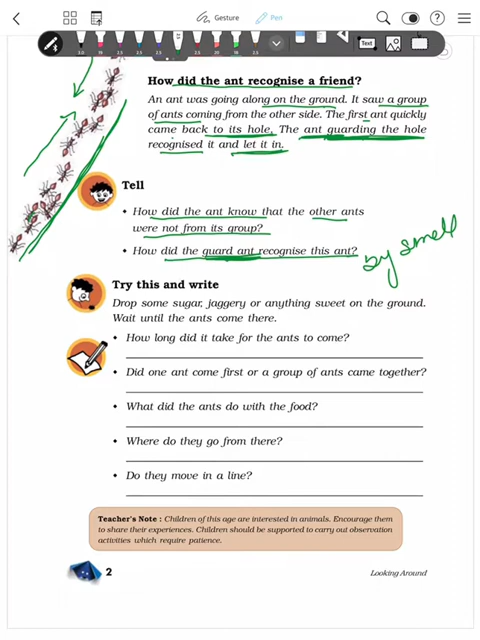 Gesture
Pen
Text
How did the ant recognise a friend?
An ant was going along on the ground. It saw a group
of ants coming from the other side. The first ant quickly
came back to its hole. The ant guarding the hole
recognised it and let it in.
Tell
• How did the ant know that the other ants
were not from its group?
• How did the guard ant recognise this ant?
by smell
Try this and write
Drop some sugar, jaggery or anything sweet on the ground.
Wait until the ants come there.
• How long did it take for the ants to come?
• Did one ant come first or a group of ants came together?
• What did the ants do with the food?
• Where do they go from there?
• Do they move in a line?
Teacher's Note : Children of this age are interested in animals. Encourage them
to share their experiences. Children should be supported to carry out observation
activities which require patience.
2
Looking Around